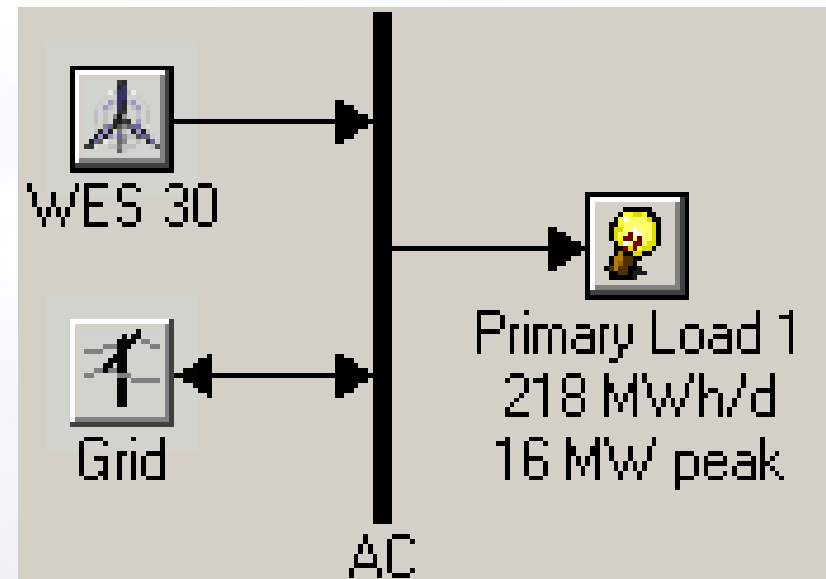 WES 30
Grid
Primary Load 1
218 MWh/d
16 MW peak
AC